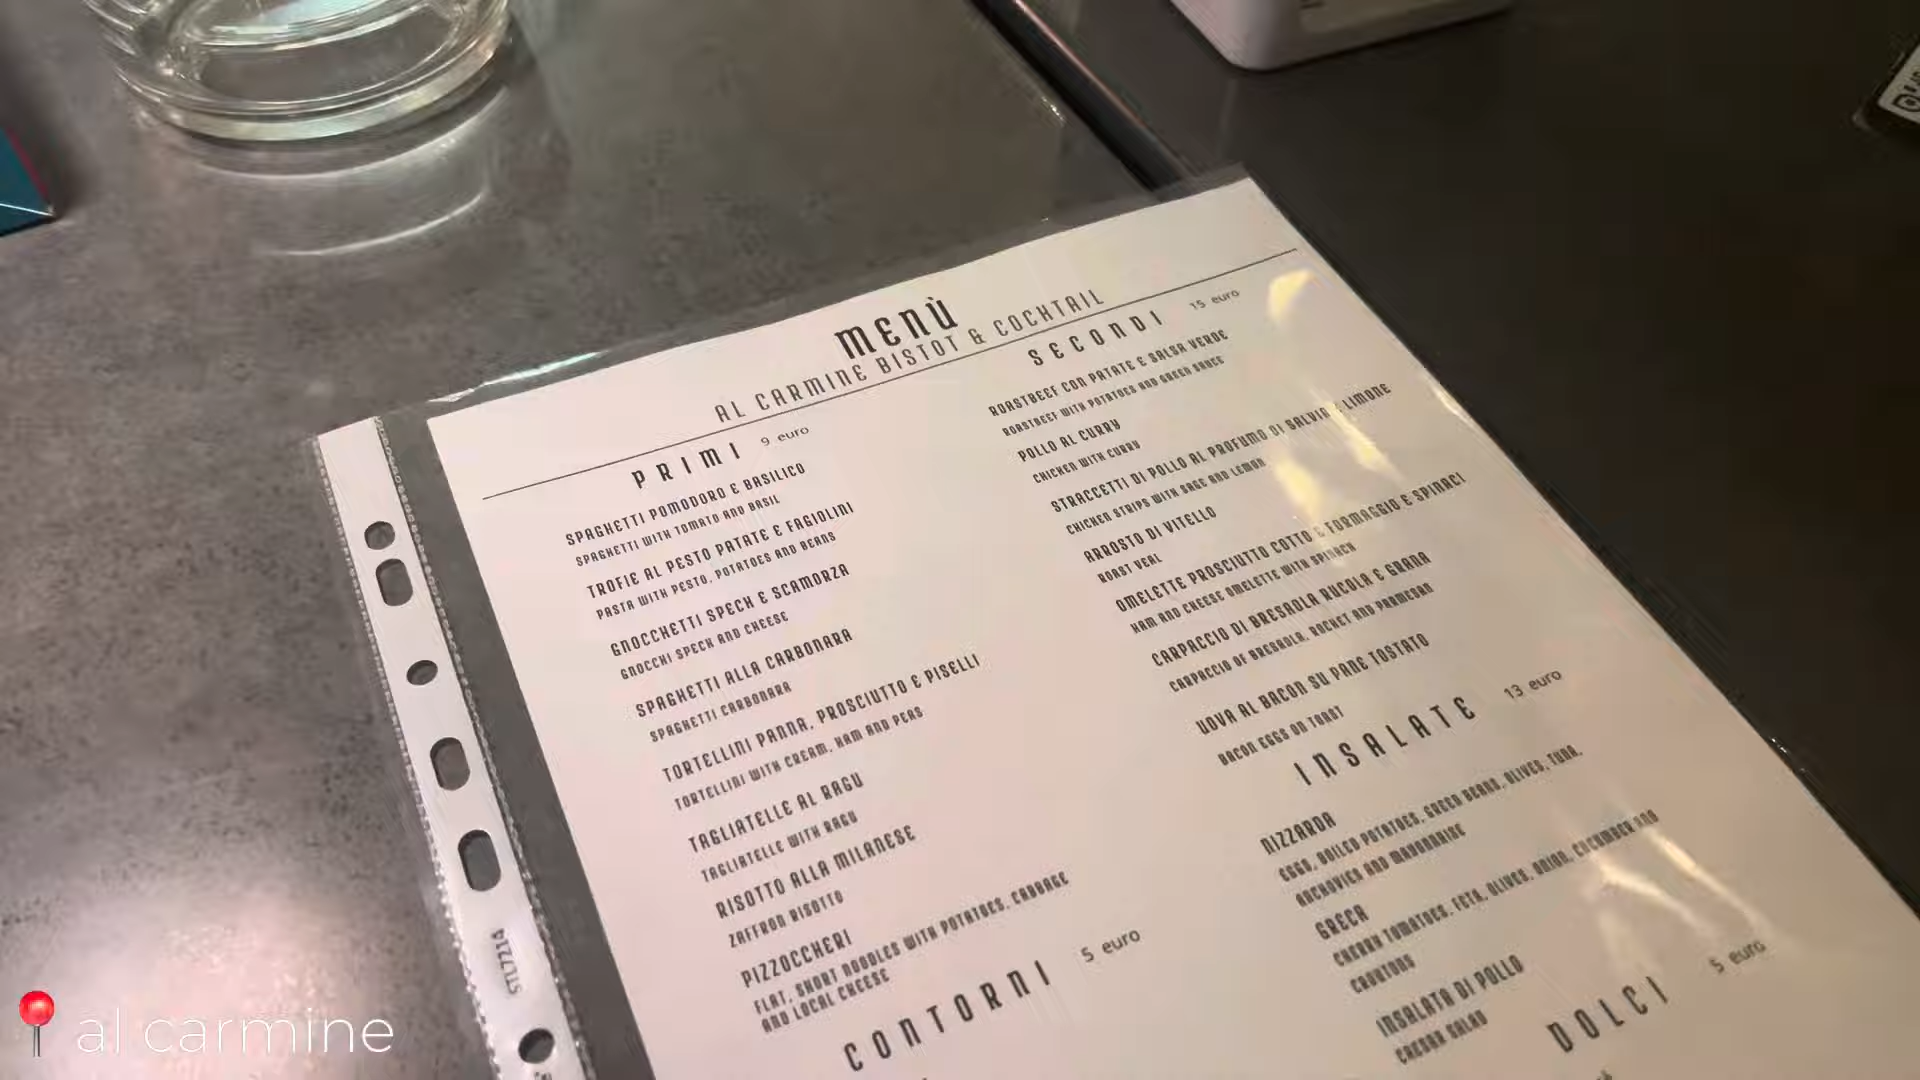 MENÙ
AL CARMINE BISTOT & COCKTAIL
PRIMI 9 euro
SPAGHETTI POMODORO E BASILICO
SPAGHETTI WITH TOMATO AND BASIL
TROFIE AL PESTO PATATE E FAGIOLINI
PASTA WITH PESTO, POTATOES AND BEANS
GNOCCHETTI SPECH E SCAMORZA
GNOCCHI SPECH AND CHEESE
SPAGHETTI ALLA CARBONARA
SPAGHETTI CARBONARA
TORTELLINI PANNA, PROSCIUTTO E PISELLI
TORTELLINI WITH CREAM, HAM AND PEAS
TAGLIATELLE AL RAGU
TAGLIATELLE WITH RAGU
RISOTTO ALLA MILANESE
ZAFFRON RISOTTO
PIZZOCCHERI
FLAT, SHORT NOODLES WITH POTATOES, CABBAGE
AND LOCAL CHEESE
CONTORNI 5 euro
SECONDI 15 euro
ROASTBEEF CON PATATE E SALSA VERDE
ROASTBEEF WITH POTATOES AND GREEN SAUCE
POLLO AL CURRY
CHICKEN WITH CURRY
STRACCETTI DI POLLO AL PROFUMO DI SALVIA E LIMONE
CHICKEN STRIPS WITH SAGE AND LEMON
ARROSTO DI VITELLO
ROAST VEAL
OMELETTE PROSCIUTTO COTTO E FORMAGGIO E SPINACI
HAM AND CHEESE OMELETTE WITH SPINACH
CARPACCIO DI BRESAOLA RUCOLA E GRANA
CARPACCIO OF BRESAOLA, ROCKET AND PARMESAN
UOVA AL BACON SU PANE TOSTATO
BACON EGGS ON TOAST
INSALATE 13 euro
NIZZARDA
EGGS, BOILED POTATOES, GREEN BEANS, OLIVES, TUNA,
ANCHOVIES AND MAYONNAISE
GRECA
CHERRY TOMATOES, FETA, OLIVES, ONION, CUCUMBER AND
CROUTONS
INSALATA DI POLLO
CAESAR SALAD
DOLCI 5 euro
STL7214
al carmine